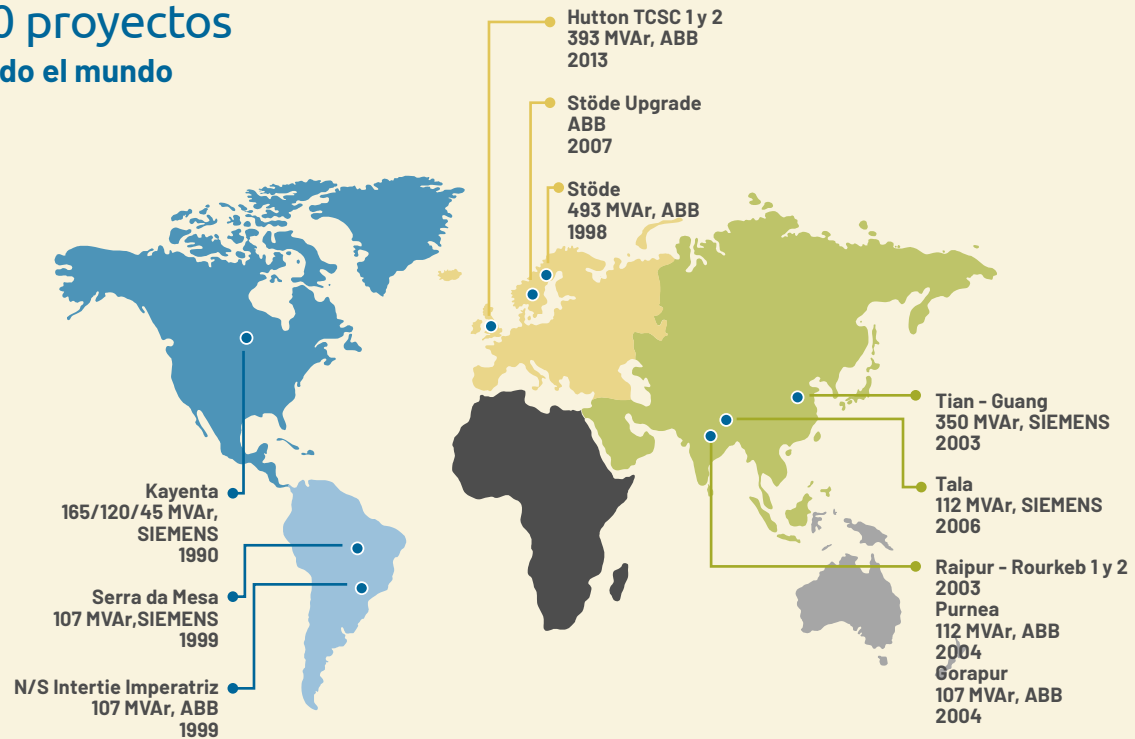 0 proyectos
do el mundo
Hutton TCSC 1 y 2
393 MVAr, ABB
2013
Stöde Upgrade
ABB
2007
Stöde
493 MVAr, ABB
1998
Kayenta
165/120/45 MVAr,
SIEMENS
1990
Serra da Mesa
107 MVAr,SIEMENS
1999
N/S Intertie Imperatriz
107 MVAr, ABB
1999
Tian - Guang
350 MVAr, SIEMENS
2003
Tala
112 MVAr, SIEMENS
2006
Raipur - Rourkeb 1 y 2
2003
Purnea
112 MVAr, ABB
2004
Gorapur
107 MVAr, ABB
2004